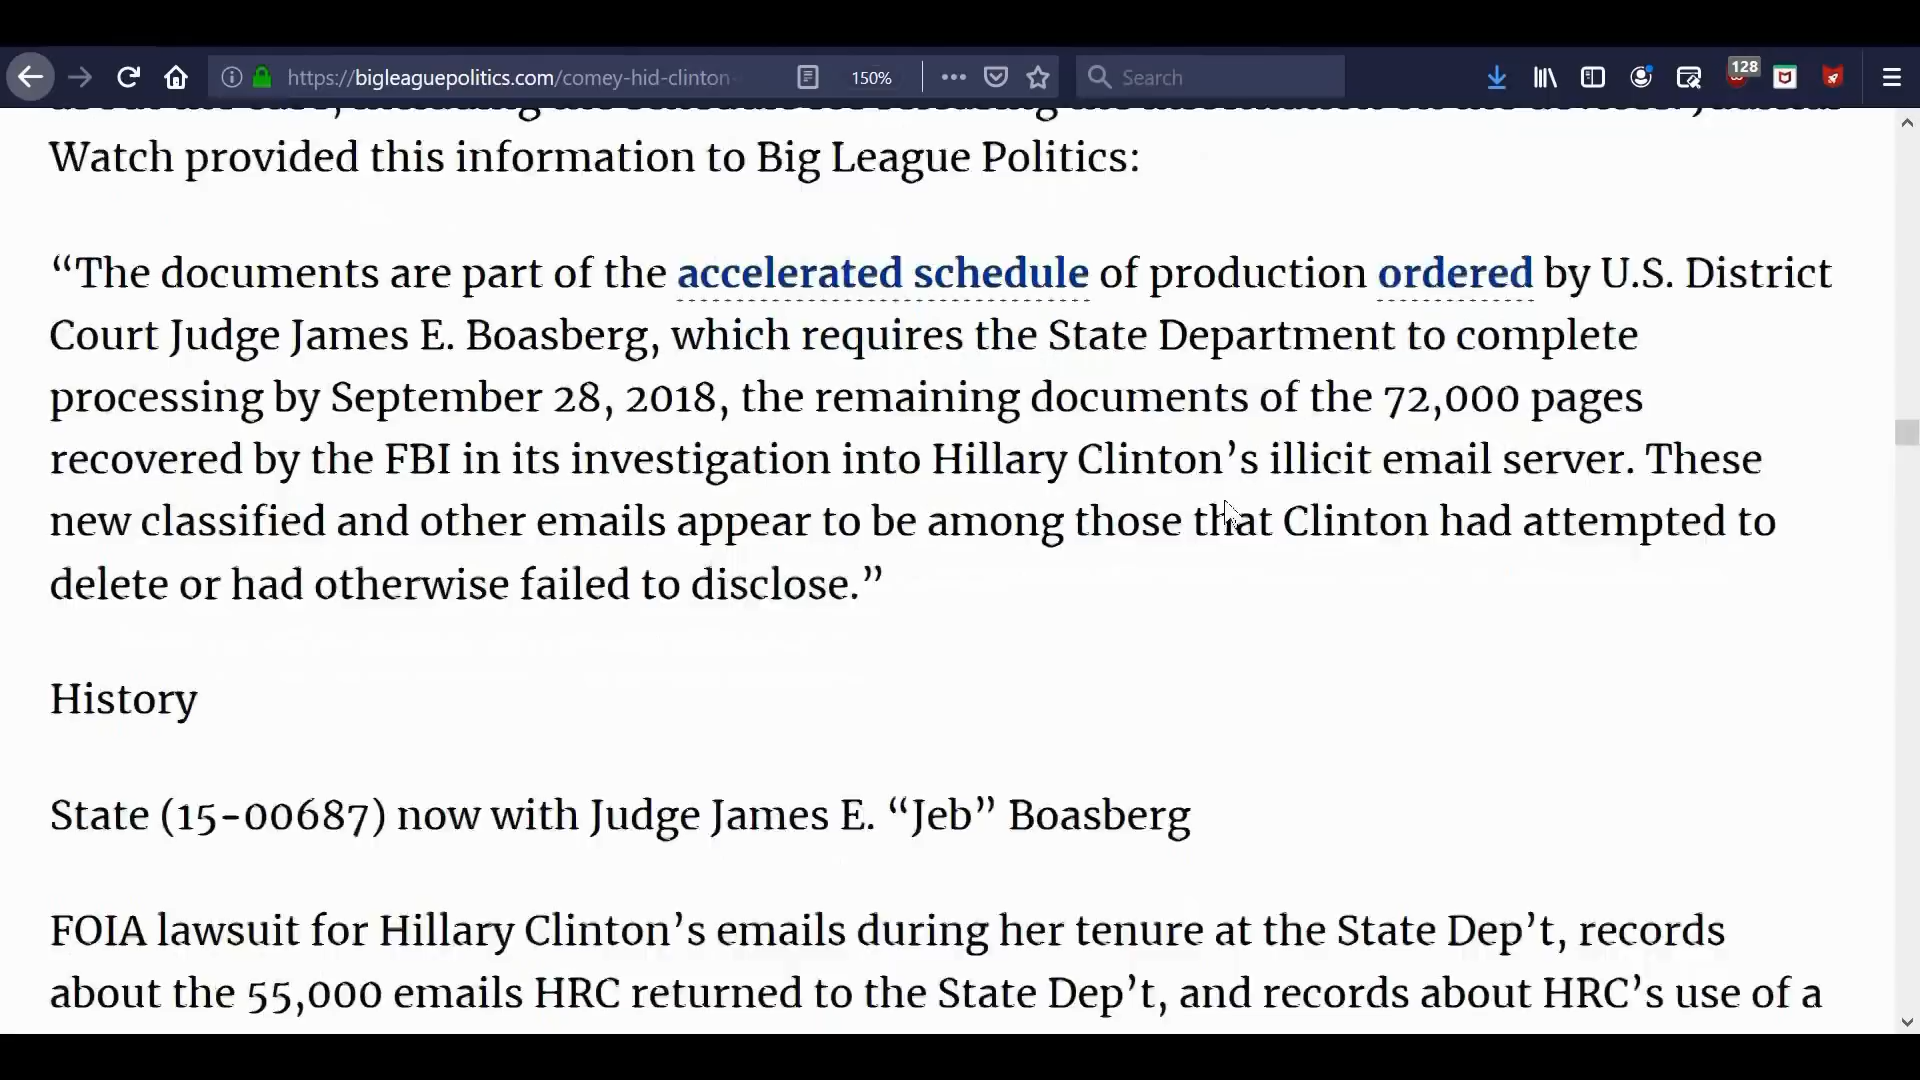 https://bigleaguepolitics.com/comey-hid-clinton
150%
Search
128
Watch provided this information to Big League Politics:
“The documents are part of the accelerated schedule of production ordered by U.S. District
Court Judge James E. Boasberg, which requires the State Department to complete
processing by September 28, 2018, the remaining documents of the 72,000 pages
recovered by the FBI in its investigation into Hillary Clinton’s illicit email server. These
new classified and other emails appear to be among those that Clinton had attempted to
delete or had otherwise failed to disclose.”
History
State (15-00687) now with Judge James E. “Jeb” Boasberg
FOIA lawsuit for Hillary Clinton’s emails during her tenure at the State Dep’t, records
about the 55,000 emails HRC returned to the State Dep’t, and records about HRC’s use of a